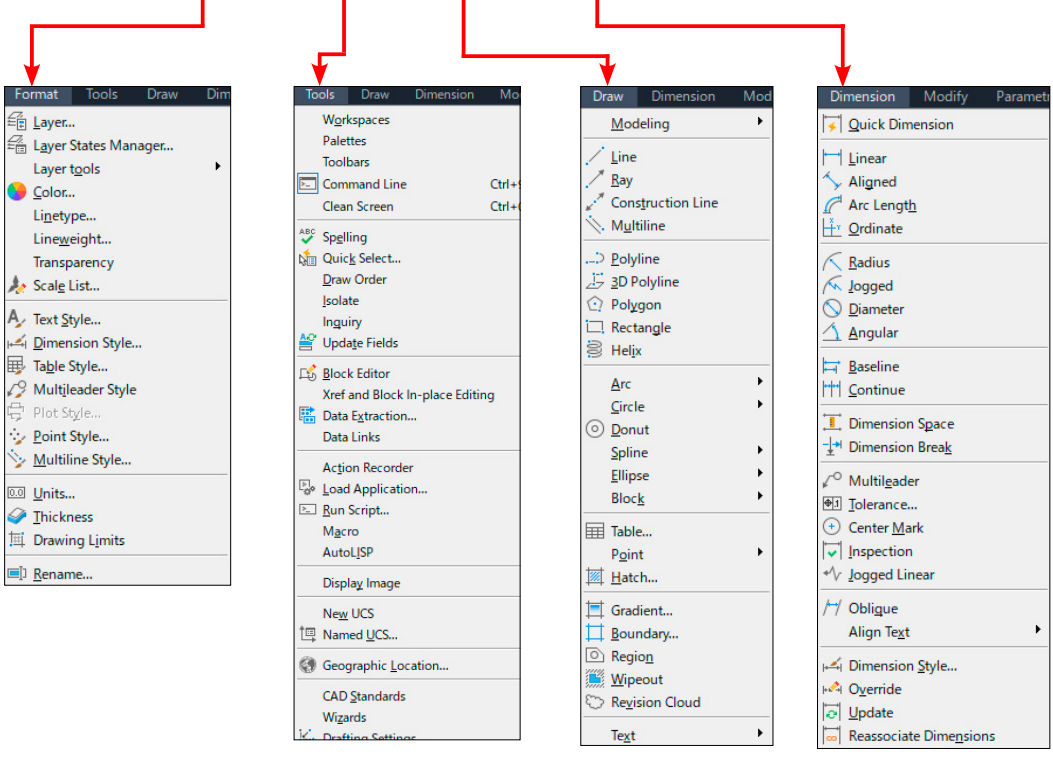 Format Tools Draw Dim
Layer...
Layer States Manager...
Layer tools
Color...
Linetype...
Lineweight...
Transparency
Scale List...
Text Style...
Dimension Style...
Table Style...
Multileader Style
Plot Style...
Point Style...
Multiline Style...
0.0 Units...
Thickness
Drawing Limits
Rename...
Tools Draw Dimension Mo
Workspaces
Palettes
Toolbars
Command Line Ctrl+9
Clean Screen Ctrl+0
ABC Spelling
Quick Select...
Draw Order
Isolate
Inquiry
Update Fields
Block Editor
Xref and Block In-place Editing
Data Extraction...
Data Links
Action Recorder
Load Application...
Run Script...
Macro
AutoLISP
Display Image
New UCS
Named UCS...
Geographic Location...
CAD Standards
Wizards
Drafting Settings
Draw Dimension Mod
Modeling
Line
Ray
Construction Line
Multiline
Polyline
3D Polyline
Polygon
Rectangle
Helix
Arc
Circle
Donut
Spline
Ellipse
Block
Table...
Point
Hatch...
Gradient...
Boundary...
Region
Wipeout
Revision Cloud
Text
Dimension Modify Parametr
Quick Dimension
Linear
Aligned
Arc Length
Ordinate
Radius
Jogged
Diameter
Angular
Baseline
Continue
Dimension Space
Dimension Break
Multileader
Tolerance...
Center Mark
Inspection
Jogged Linear
Oblique
Align Text
Dimension Style...
Override
Update
Reassociate Dimensions